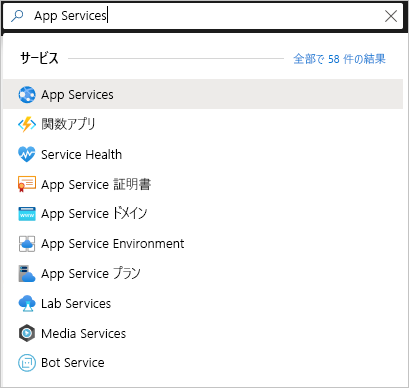 App Services
サービス
全部で 58 件の結果
App Services
関数アプリ
Service Health
App Service 証明書
App Service ドメイン
App Service Environment
App Service プラン
Lab Services
Media Services
Bot Service